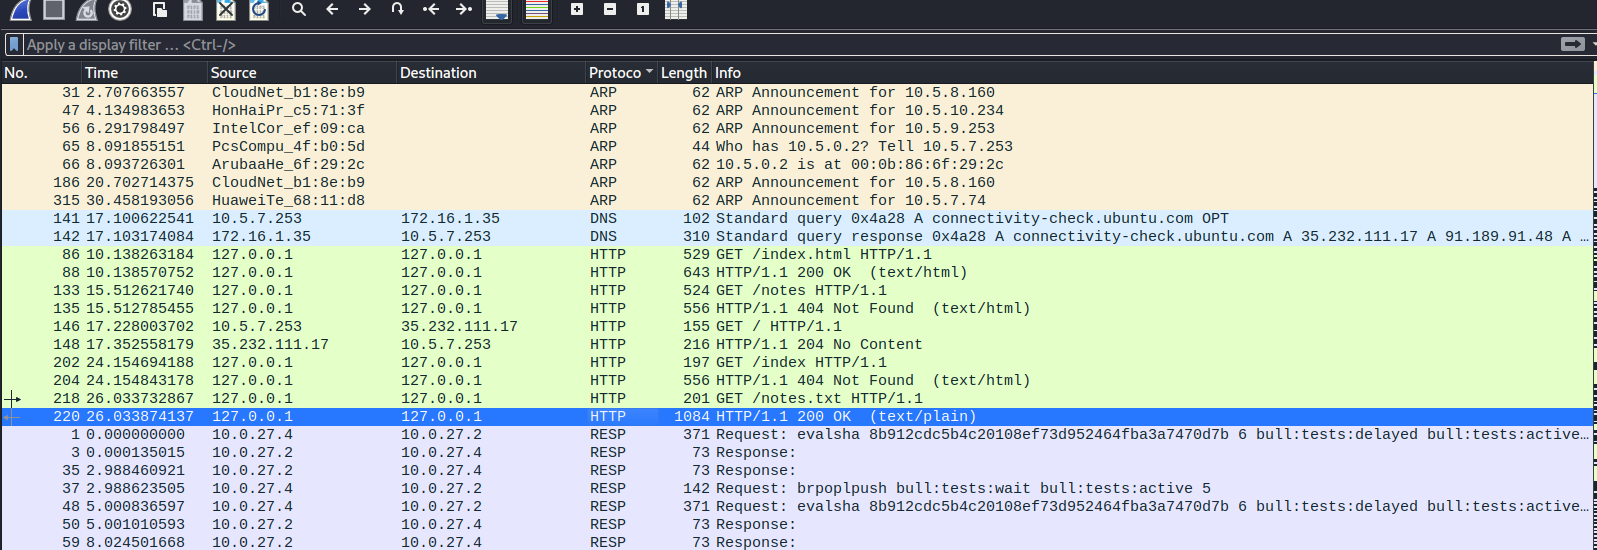 Apply a display filter … <Ctrl-/>
No. Time Source Destination Protoco Length Info
31 2.707663557 CloudNet_b1:8e:b9 ARP 62 ARP Announcement for 10.5.8.160
47 4.134983653 HonHaiPr_c5:71:3f ARP 62 ARP Announcement for 10.5.10.234
56 6.291798497 IntelCor_ef:09:ca ARP 62 ARP Announcement for 10.5.9.253
65 8.091855151 PcsCompu_4f:b0:5d ARP 44 Who has 10.5.0.2? Tell 10.5.7.253
66 8.093726301 ArubaaHe_6f:29:2c ARP 62 10.5.0.2 is at 00:0b:86:6f:29:2c
186 20.702714375 CloudNet_b1:8e:b9 ARP 62 ARP Announcement for 10.5.8.160
315 30.458193056 HuaweiTe_68:11:d8 ARP 62 ARP Announcement for 10.5.7.74
141 17.100622541 10.5.7.253 172.16.1.35 DNS 102 Standard query 0x4a28 A connectivity-check.ubuntu.com OPT
142 17.103174084 172.16.1.35 10.5.7.253 DNS 310 Standard query response 0x4a28 A connectivity-check.ubuntu.com A 35.232.111.17 A 91.189.91.48 A …
86 10.138263184 127.0.0.1 127.0.0.1 HTTP 529 GET /index.html HTTP/1.1
88 10.138570752 127.0.0.1 127.0.0.1 HTTP 643 HTTP/1.1 200 OK (text/html)
133 15.512621740 127.0.0.1 127.0.0.1 HTTP 524 GET /notes HTTP/1.1
135 15.512785455 127.0.0.1 127.0.0.1 HTTP 556 HTTP/1.1 404 Not Found (text/html)
146 17.228003702 10.5.7.253 35.232.111.17 HTTP 155 GET / HTTP/1.1
148 17.352558179 35.232.111.17 10.5.7.253 HTTP 216 HTTP/1.1 204 No Content
202 24.154694188 127.0.0.1 127.0.0.1 HTTP 197 GET /index HTTP/1.1
204 24.154843178 127.0.0.1 127.0.0.1 HTTP 556 HTTP/1.1 404 Not Found (text/html)
218 26.033732867 127.0.0.1 127.0.0.1 HTTP 201 GET /notes.txt HTTP/1.1
220 26.033874137 127.0.0.1 127.0.0.1 HTTP 1084 HTTP/1.1 200 OK (text/plain)
1 0.000000000 10.0.27.4 10.0.27.2 RESP 371 Request: evalsha 8b912cdc5b4c20108ef73d952464fba3a7470d7b 6 bull:tests:delayed bull:tests:active…
3 0.000135015 10.0.27.2 10.0.27.4 RESP 73 Response:
35 2.988460921 10.0.27.2 10.0.27.4 RESP 73 Response:
37 2.988623505 10.0.27.4 10.0.27.2 RESP 142 Request: brpoplpush bull:tests:wait bull:tests:active 5
48 5.000836597 10.0.27.4 10.0.27.2 RESP 371 Request: evalsha 8b912cdc5b4c20108ef73d952464fba3a7470d7b 6 bull:tests:delayed bull:tests:active…
50 5.001010593 10.0.27.2 10.0.27.4 RESP 73 Response:
59 8.024501668 10.0.27.2 10.0.27.4 RESP 73 Response: